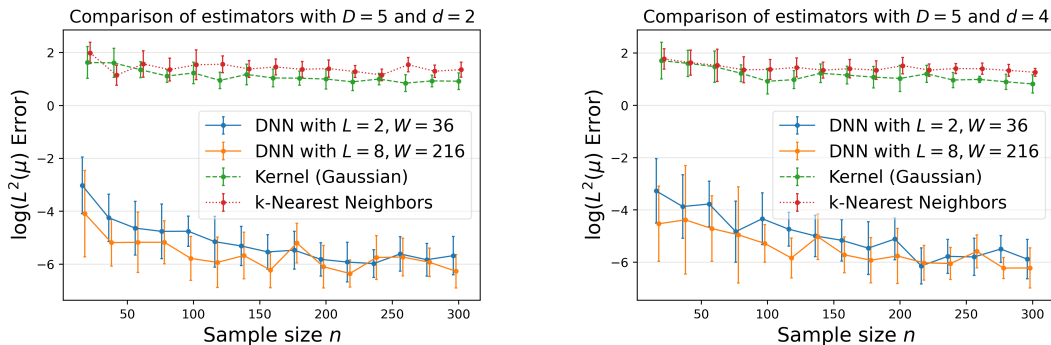 Comparison of estimators with D = 5 and d = 2
log(L²(μ) Error)
2
0
−2
−4
−6
DNN with L = 2, W = 36
DNN with L = 8, W = 216
Kernel (Gaussian)
k-Nearest Neighbors
50
100
150
200
250
300
Sample size n
Comparison of estimators with D = 5 and d = 4
log(L²(μ) Error)
2
0
−2
−4
−6
DNN with L = 2, W = 36
DNN with L = 8, W = 216
Kernel (Gaussian)
k-Nearest Neighbors
50
100
150
200
250
300
Sample size n